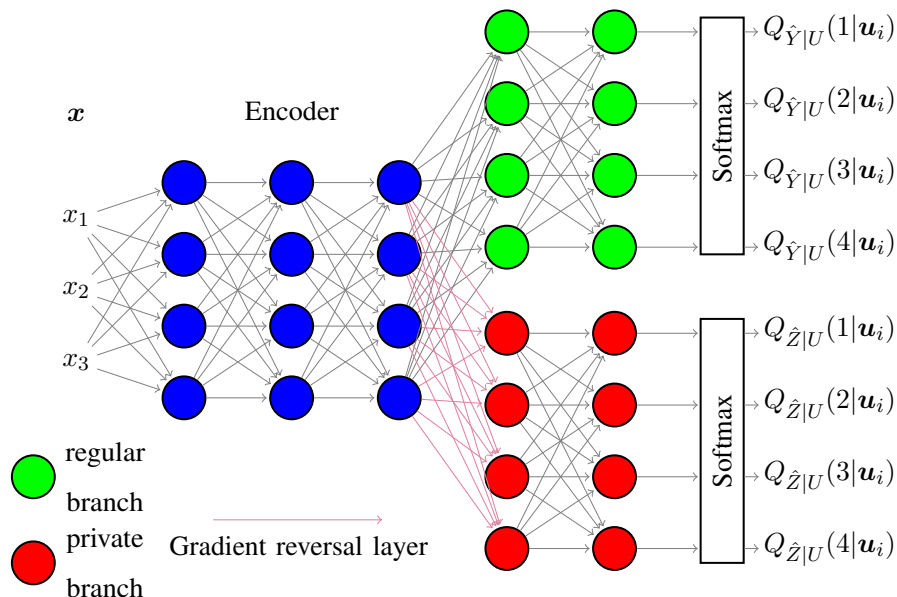 x
Encoder
x₁
x₂
x₃
Softmax
Q_{Ŷ|U}(1|u_i)
Q_{Ŷ|U}(2|u_i)
Q_{Ŷ|U}(3|u_i)
Q_{Ŷ|U}(4|u_i)
Softmax
Q_{Ẑ|U}(1|u_i)
Q_{Ẑ|U}(2|u_i)
Q_{Ẑ|U}(3|u_i)
Q_{Ẑ|U}(4|u_i)
regular
branch
private
branch
Gradient reversal layer